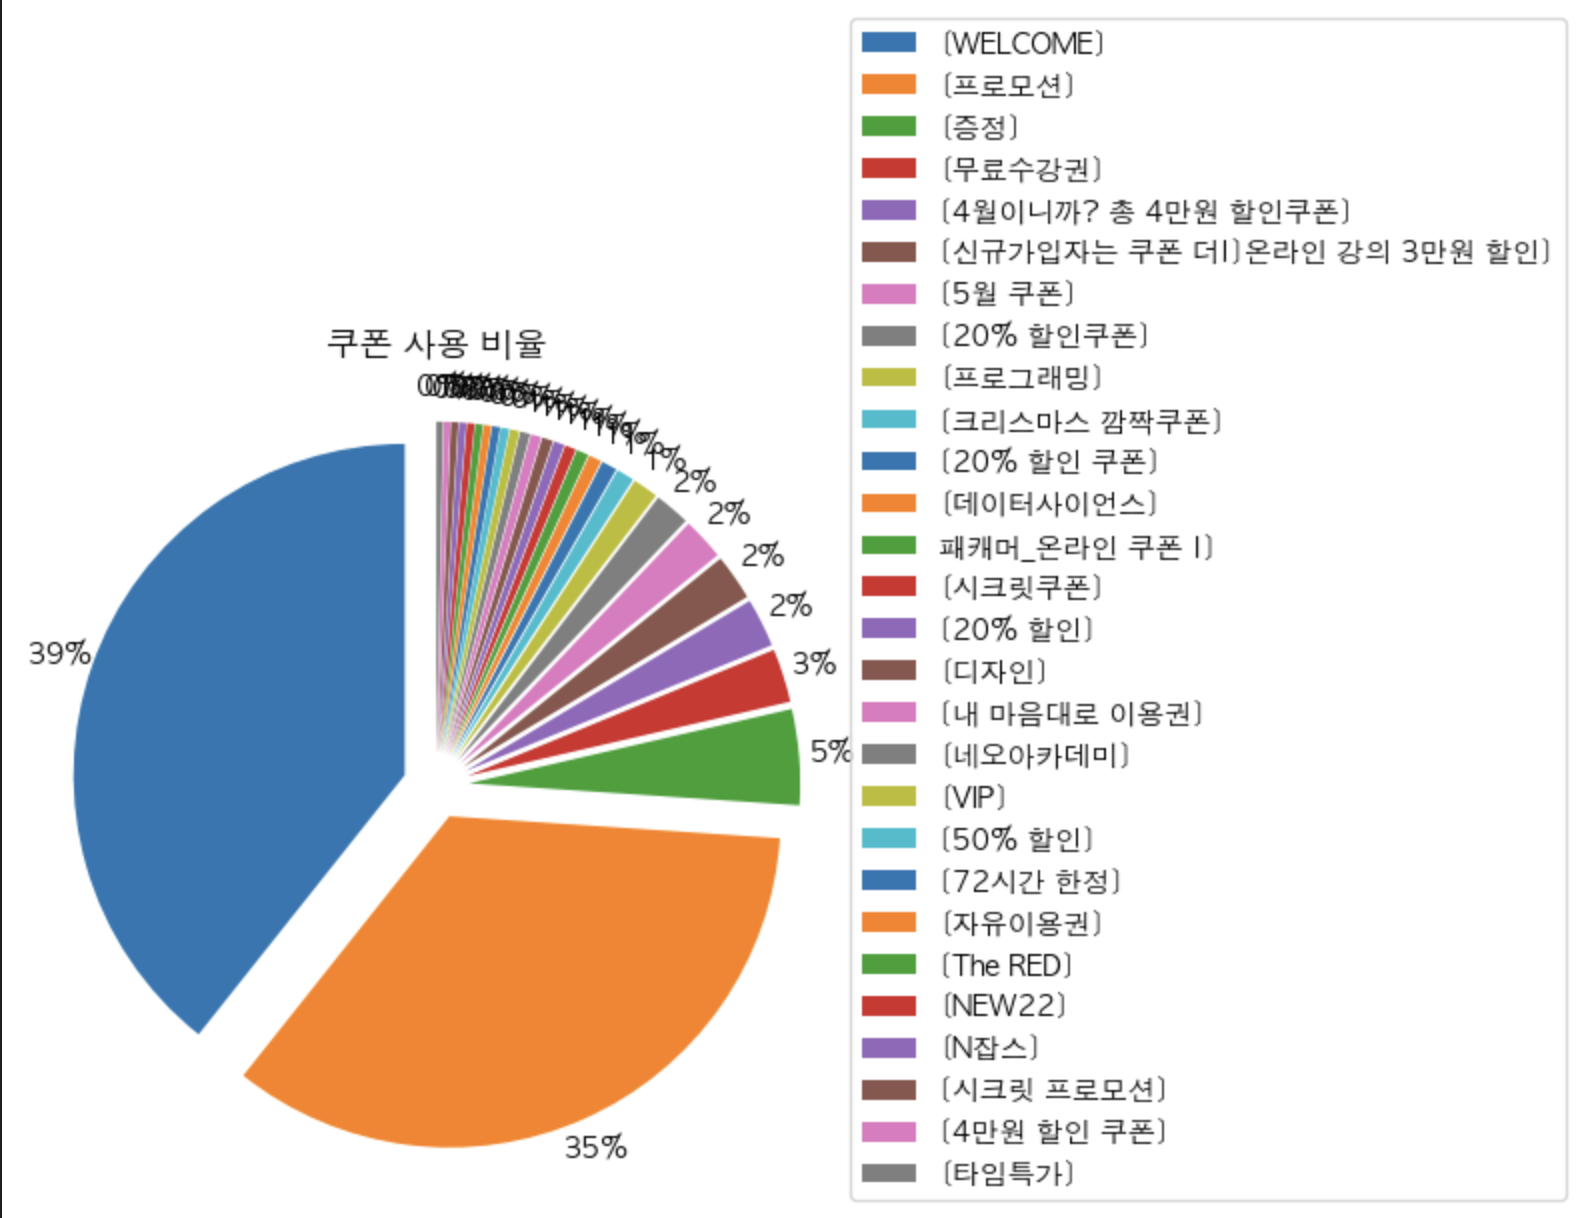 쿠폰 사용 비율
39%
35%
5%
3%
2%
2%
2%
2%
[WELCOME]
[프로모션]
[증정]
[무료수강권]
[4월이니까? 총 4만원 할인쿠폰]
[신규가입자는 쿠폰 더!]온라인 강의 3만원 할인]
[5월 쿠폰]
[20% 할인쿠폰]
[프로그래밍]
[크리스마스 깜짝쿠폰]
[20% 할인 쿠폰]
[데이터사이언스]
패캐머_온라인 쿠폰 !]
[시크릿쿠폰]
[20% 할인]
[디자인]
[내 마음대로 이용권]
[네오아카데미]
[VIP]
[50% 할인]
[72시간 한정]
[자유이용권]
[The RED]
[NEW22]
[N잡스]
[시크릿 프로모션]
[4만원 할인 쿠폰]
[타임특가]